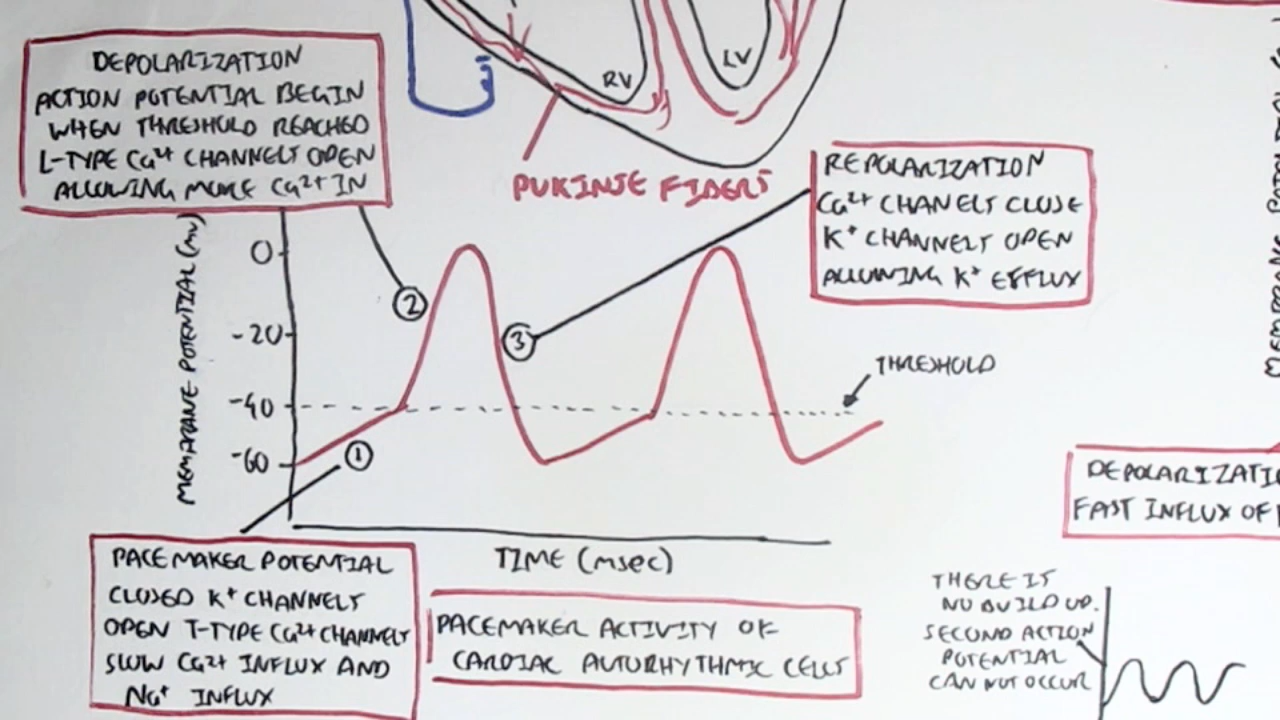 DEPOLARIZATION
ACTION POTENTIAL BEGIN
WHEN THRESHOLD REACHED
L-TYPE Ca²⁺ CHANNELS OPEN
ALLOWING MORE Ca²⁺ IN
RV
LV
PUKINJE FIBERS
REPOLARIZATION
Ca²⁺ CHANELS CLOSE
K⁺ CHANNELS OPEN
ALLOWING K⁺ EFFLUX
MEMBRANE POTENTIAL (mv)
0
-20
-40
-60
2
3
1
THRESHOLD
TIME (msec)
PACEMAKER POTENTIAL
CLOSED K⁺ CHANNELS
OPEN T-TYPE Ca²⁺ CHANNELS
SLOW Ca²⁺ INFLUX AND
Na⁺ INFLUX
PACEMAKER ACTIVITY OF
CARDIAC AUTORHYTHMIC CELLS
DEPOLARIZATIO
FAST INFLUX OF
THERE IS
NO BUILD UP.
SECOND ACTION
POTENTIAL
CAN NOT OCCUR
MEMBRANE